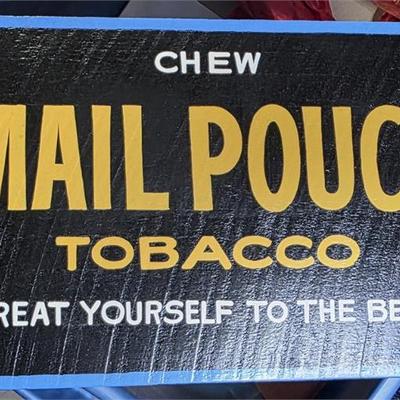 CHEW
MAIL POUC
TOBACCO
REAT YOURSELF TO THE BE